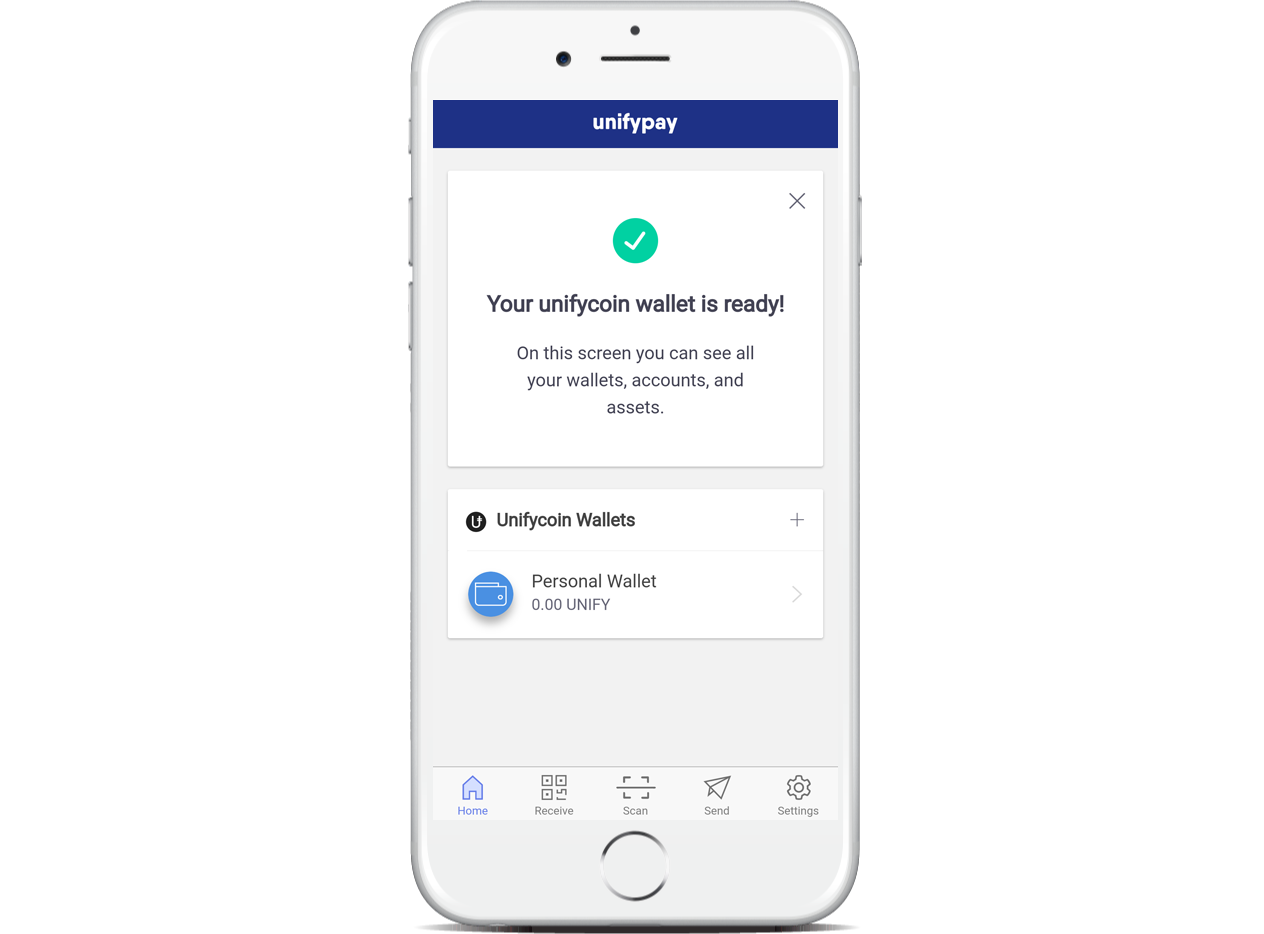 unifypay
Your unifycoin wallet is ready!
On this screen you can see all
your wallets, accounts, and
assets.
Unifycoin Wallets
Personal Wallet
0.00 UNIFY
Home
Receive
Scan
Send
Settings